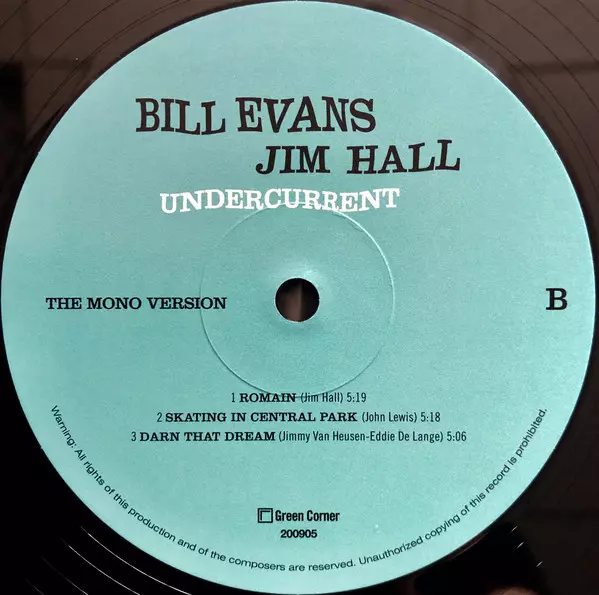 BILL EVANS
JIM HALL
UNDERCURRENT
THE MONO VERSION
B
1 ROMAIN (Jim Hall) 5:19
2 SKATING IN CENTRAL PARK (John Lewis) 5:18
3 DARN THAT DREAM (Jimmy Van Heusen-Eddie De Lange) 5:06
Green Corner
200905
Warning: All rights of this production and of the composers are reserved. Unauthorized copying of this record is prohibited.